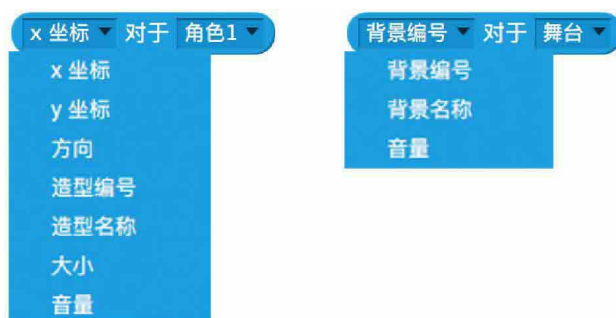 x 坐标 对于 角色1
x 坐标
y 坐标
方向
造型编号
造型名称
大小
音量
背景编号 对于 舞台
背景编号
背景名称
音量